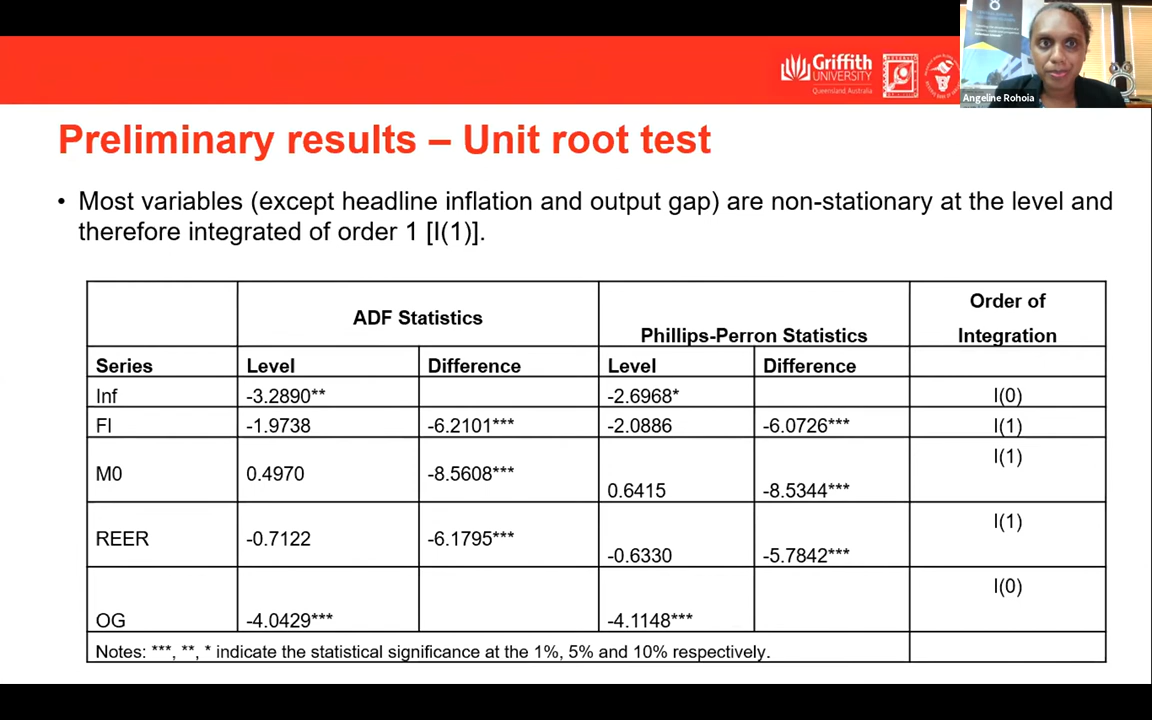 Griffith
UNIVERSITY
Queensland, Australia
Angeline Rohoia
Preliminary results – Unit root test
• Most variables (except headline inflation and output gap) are non-stationary at the level and
therefore integrated of order 1 [I(1)].
ADF Statistics Phillips-Perron Statistics Order of Integration
Series Level Difference Level Difference
Inf -3.2890** -2.6968* I(0)
FI -1.9738 -6.2101*** -2.0886 -6.0726*** I(1)
M0 0.4970 -8.5608*** 0.6415 -8.5344*** I(1)
REER -0.7122 -6.1795*** -0.6330 -5.7842*** I(1)
OG -4.0429*** -4.1148*** I(0)
Notes: ***, **, * indicate the statistical significance at the 1%, 5% and 10% respectively.